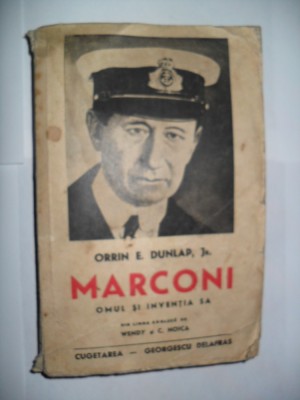 ORRIN E. DUNLAP, Jr.
MARCONI
OMUL ȘI INVENȚIA SA
DIN LIMBA ENGLEZĂ DE
WENDY și C. NOICA
CUGETAREA — GEORGESCU DELAFRAS